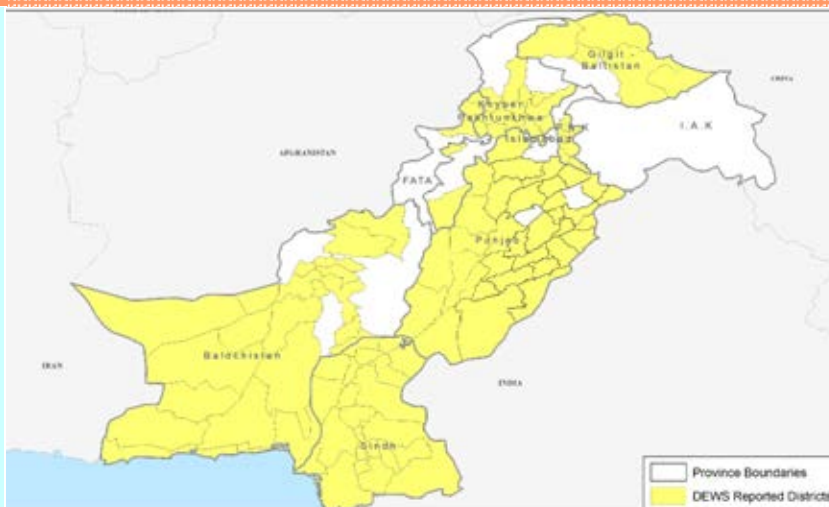 Gilgit -
Baltistan
CHINA
Khyber
Pakhtunkhwa
Islamabad
I.A.K
AFGHANISTAN
FATA
Punjab
Balochistan
IRAN
INDIA
Sindh
Province Boundaries
DEWS Reported Districts